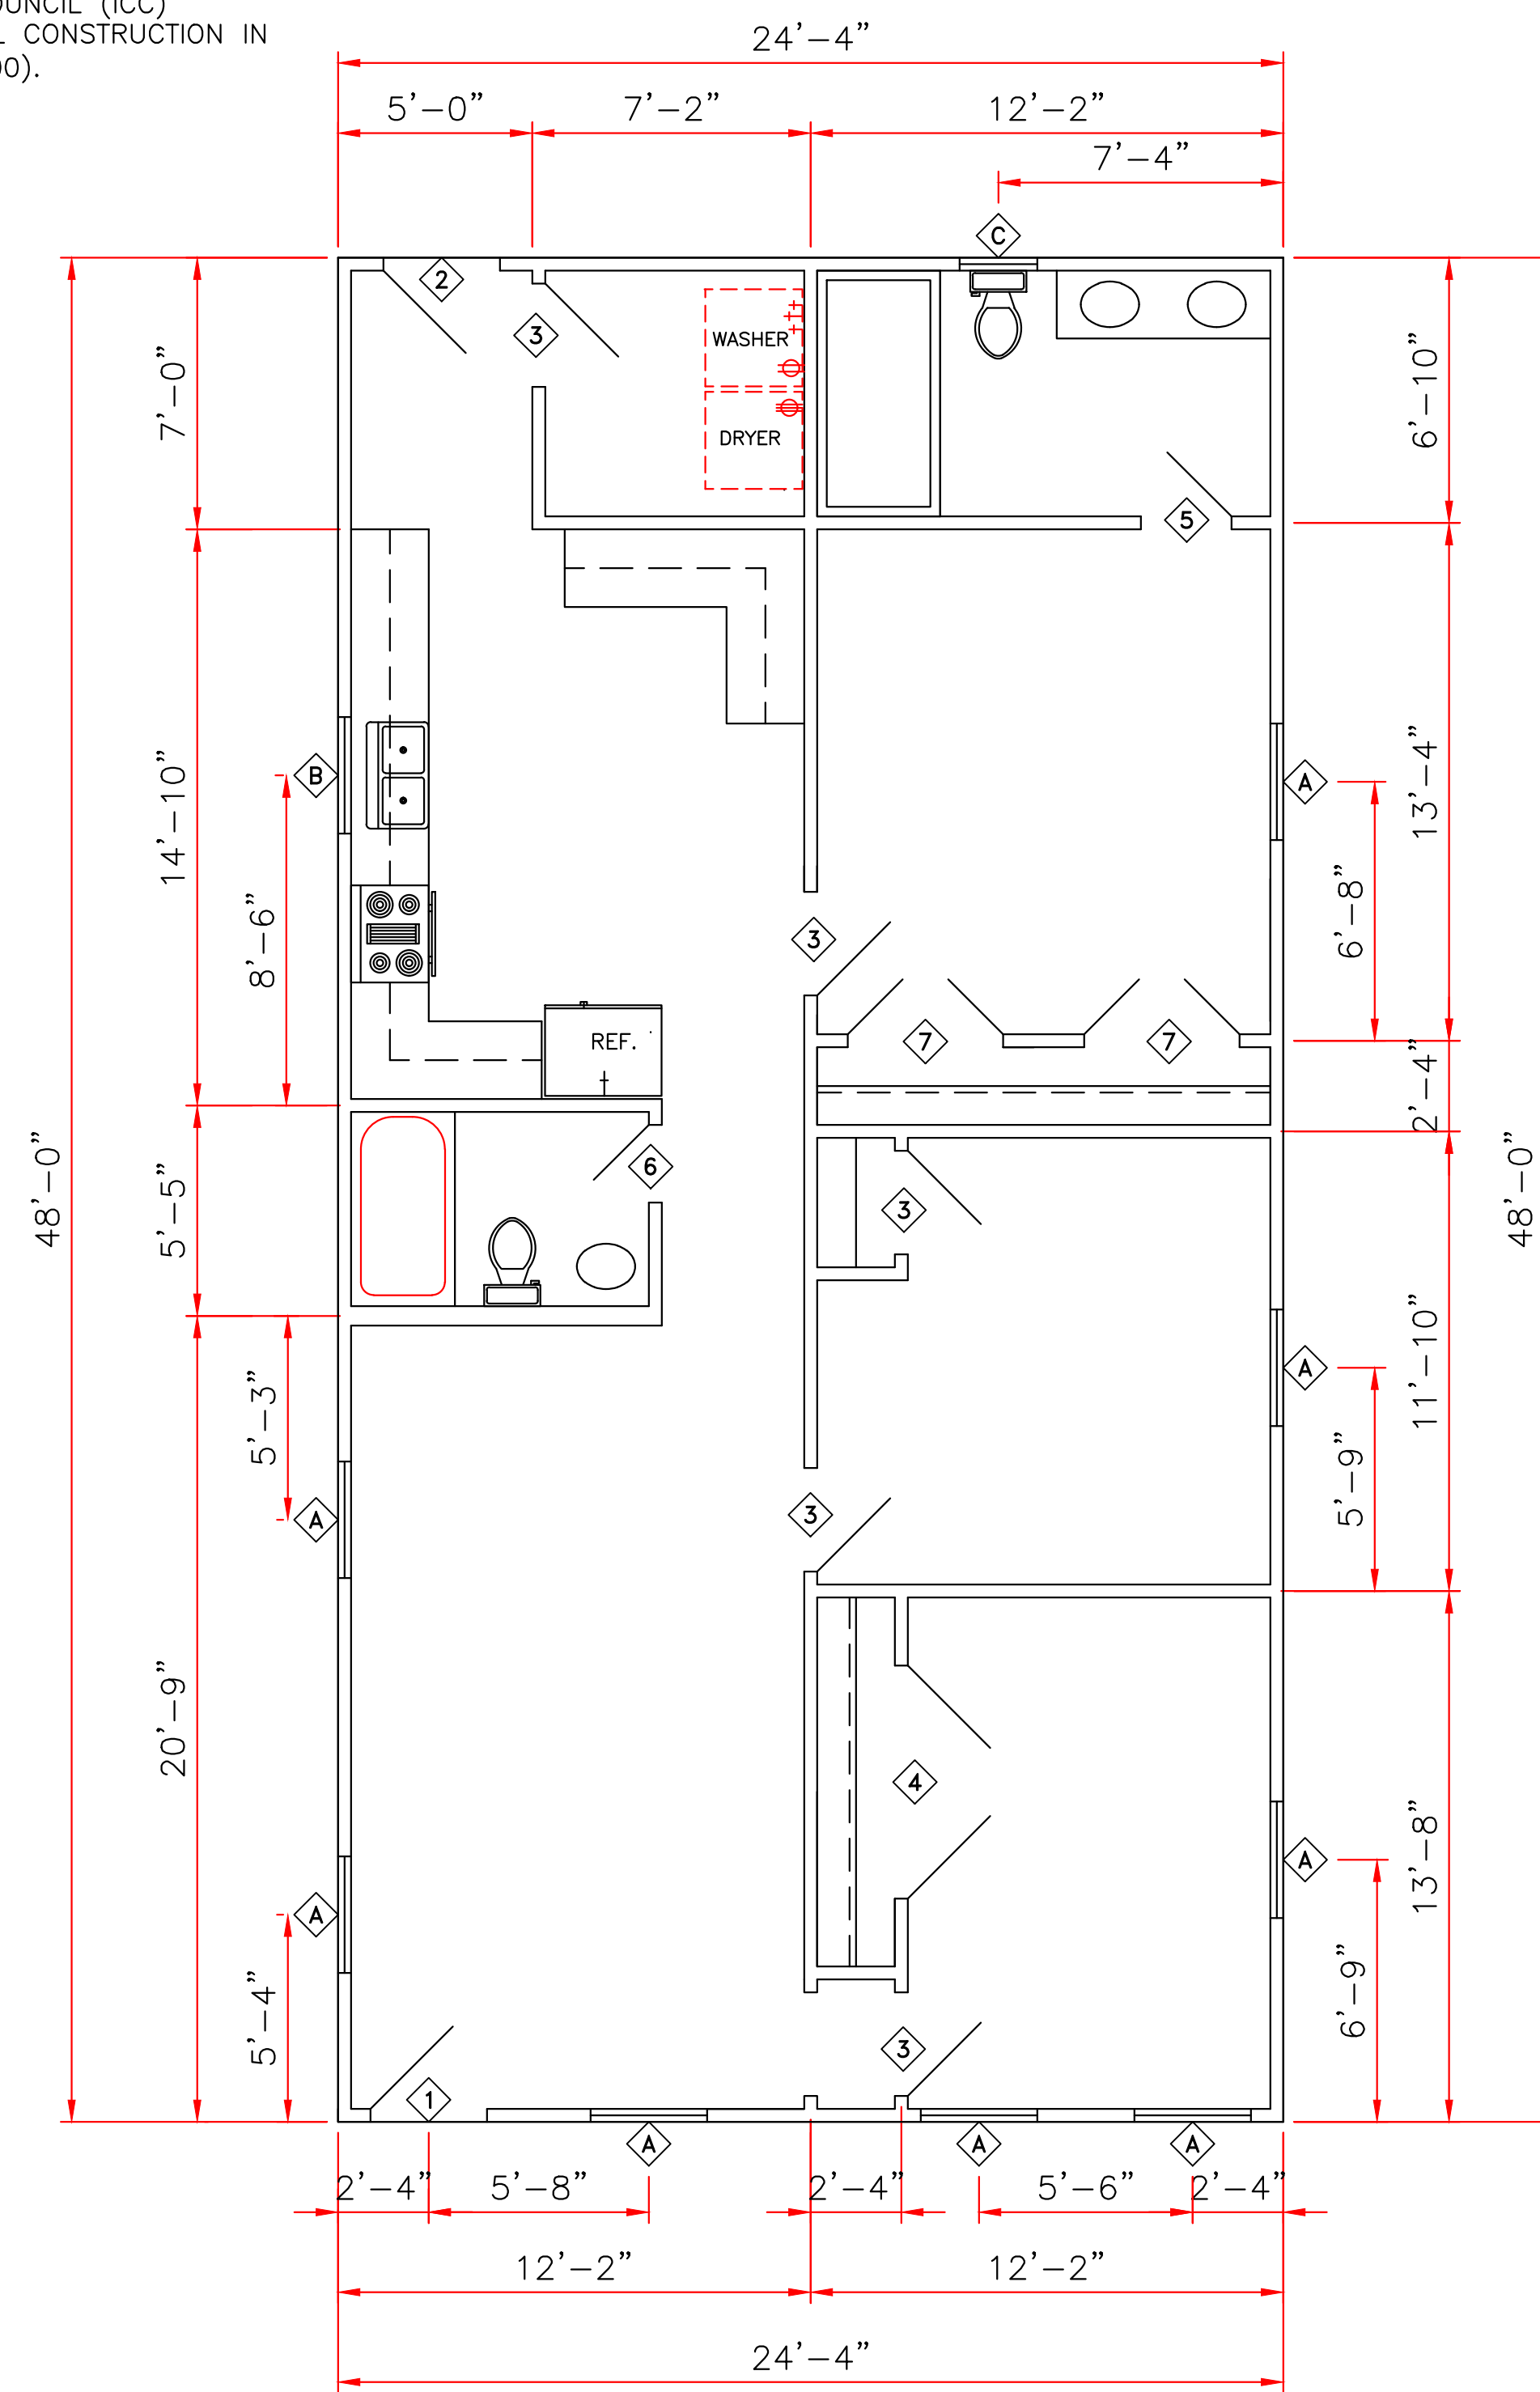 OUNCIL (ICC)
L CONSTRUCTION IN
00).
24'-4"
5'-0" 7'-2" 12'-2"
7'-4"
C
2
3
WASHER
DRYER
5
7'-0"
6'-10"
14'-10"
13'-4"
B
A
8'-6"
6'-8"
3
7 7
REF.
2'-4"
48'-0"
48'-0"
5'-5"
6
3
5'-3"
11'-10"
A
5'-9"
A
3
20'-9"
4
A
13'-8"
A
5'-4"
6'-9"
3
1
A A A
2'-4" 5'-8" 2'-4" 5'-6" 2'-4"
12'-2" 12'-2"
24'-4"